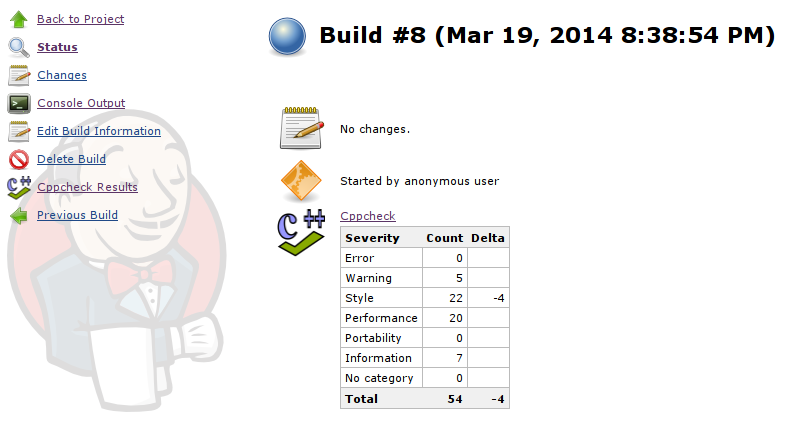 Back to Project
Status
Changes
Console Output
Edit Build Information
Delete Build
Cppcheck Results
Previous Build
Build #8 (Mar 19, 2014 8:38:54 PM)
No changes.
Started by anonymous user
Cppcheck
Severity Count Delta
Error 0
Warning 5
Style 22 -4
Performance 20
Portability 0
Information 7
No category 0
Total 54 -4